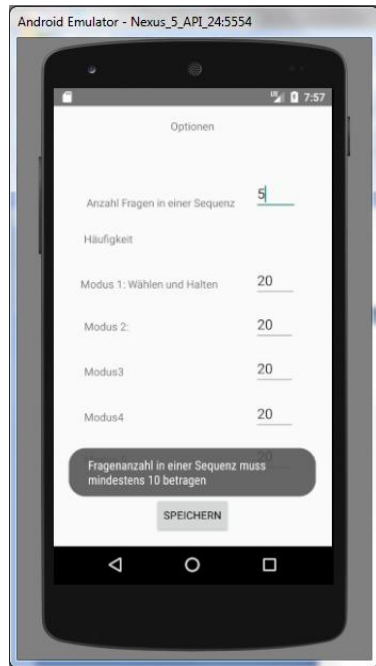 Android Emulator - Nexus_5_API_24:5554
7:57
Optionen
Anzahl Fragen in einer Sequenz 5
Häufigkeit
Modus 1: Wählen und Halten 20
Modus 2: 20
Modus3 20
Modus4 20
20
Fragenanzahl in einer Sequenz muss
mindestens 10 betragen
SPEICHERN